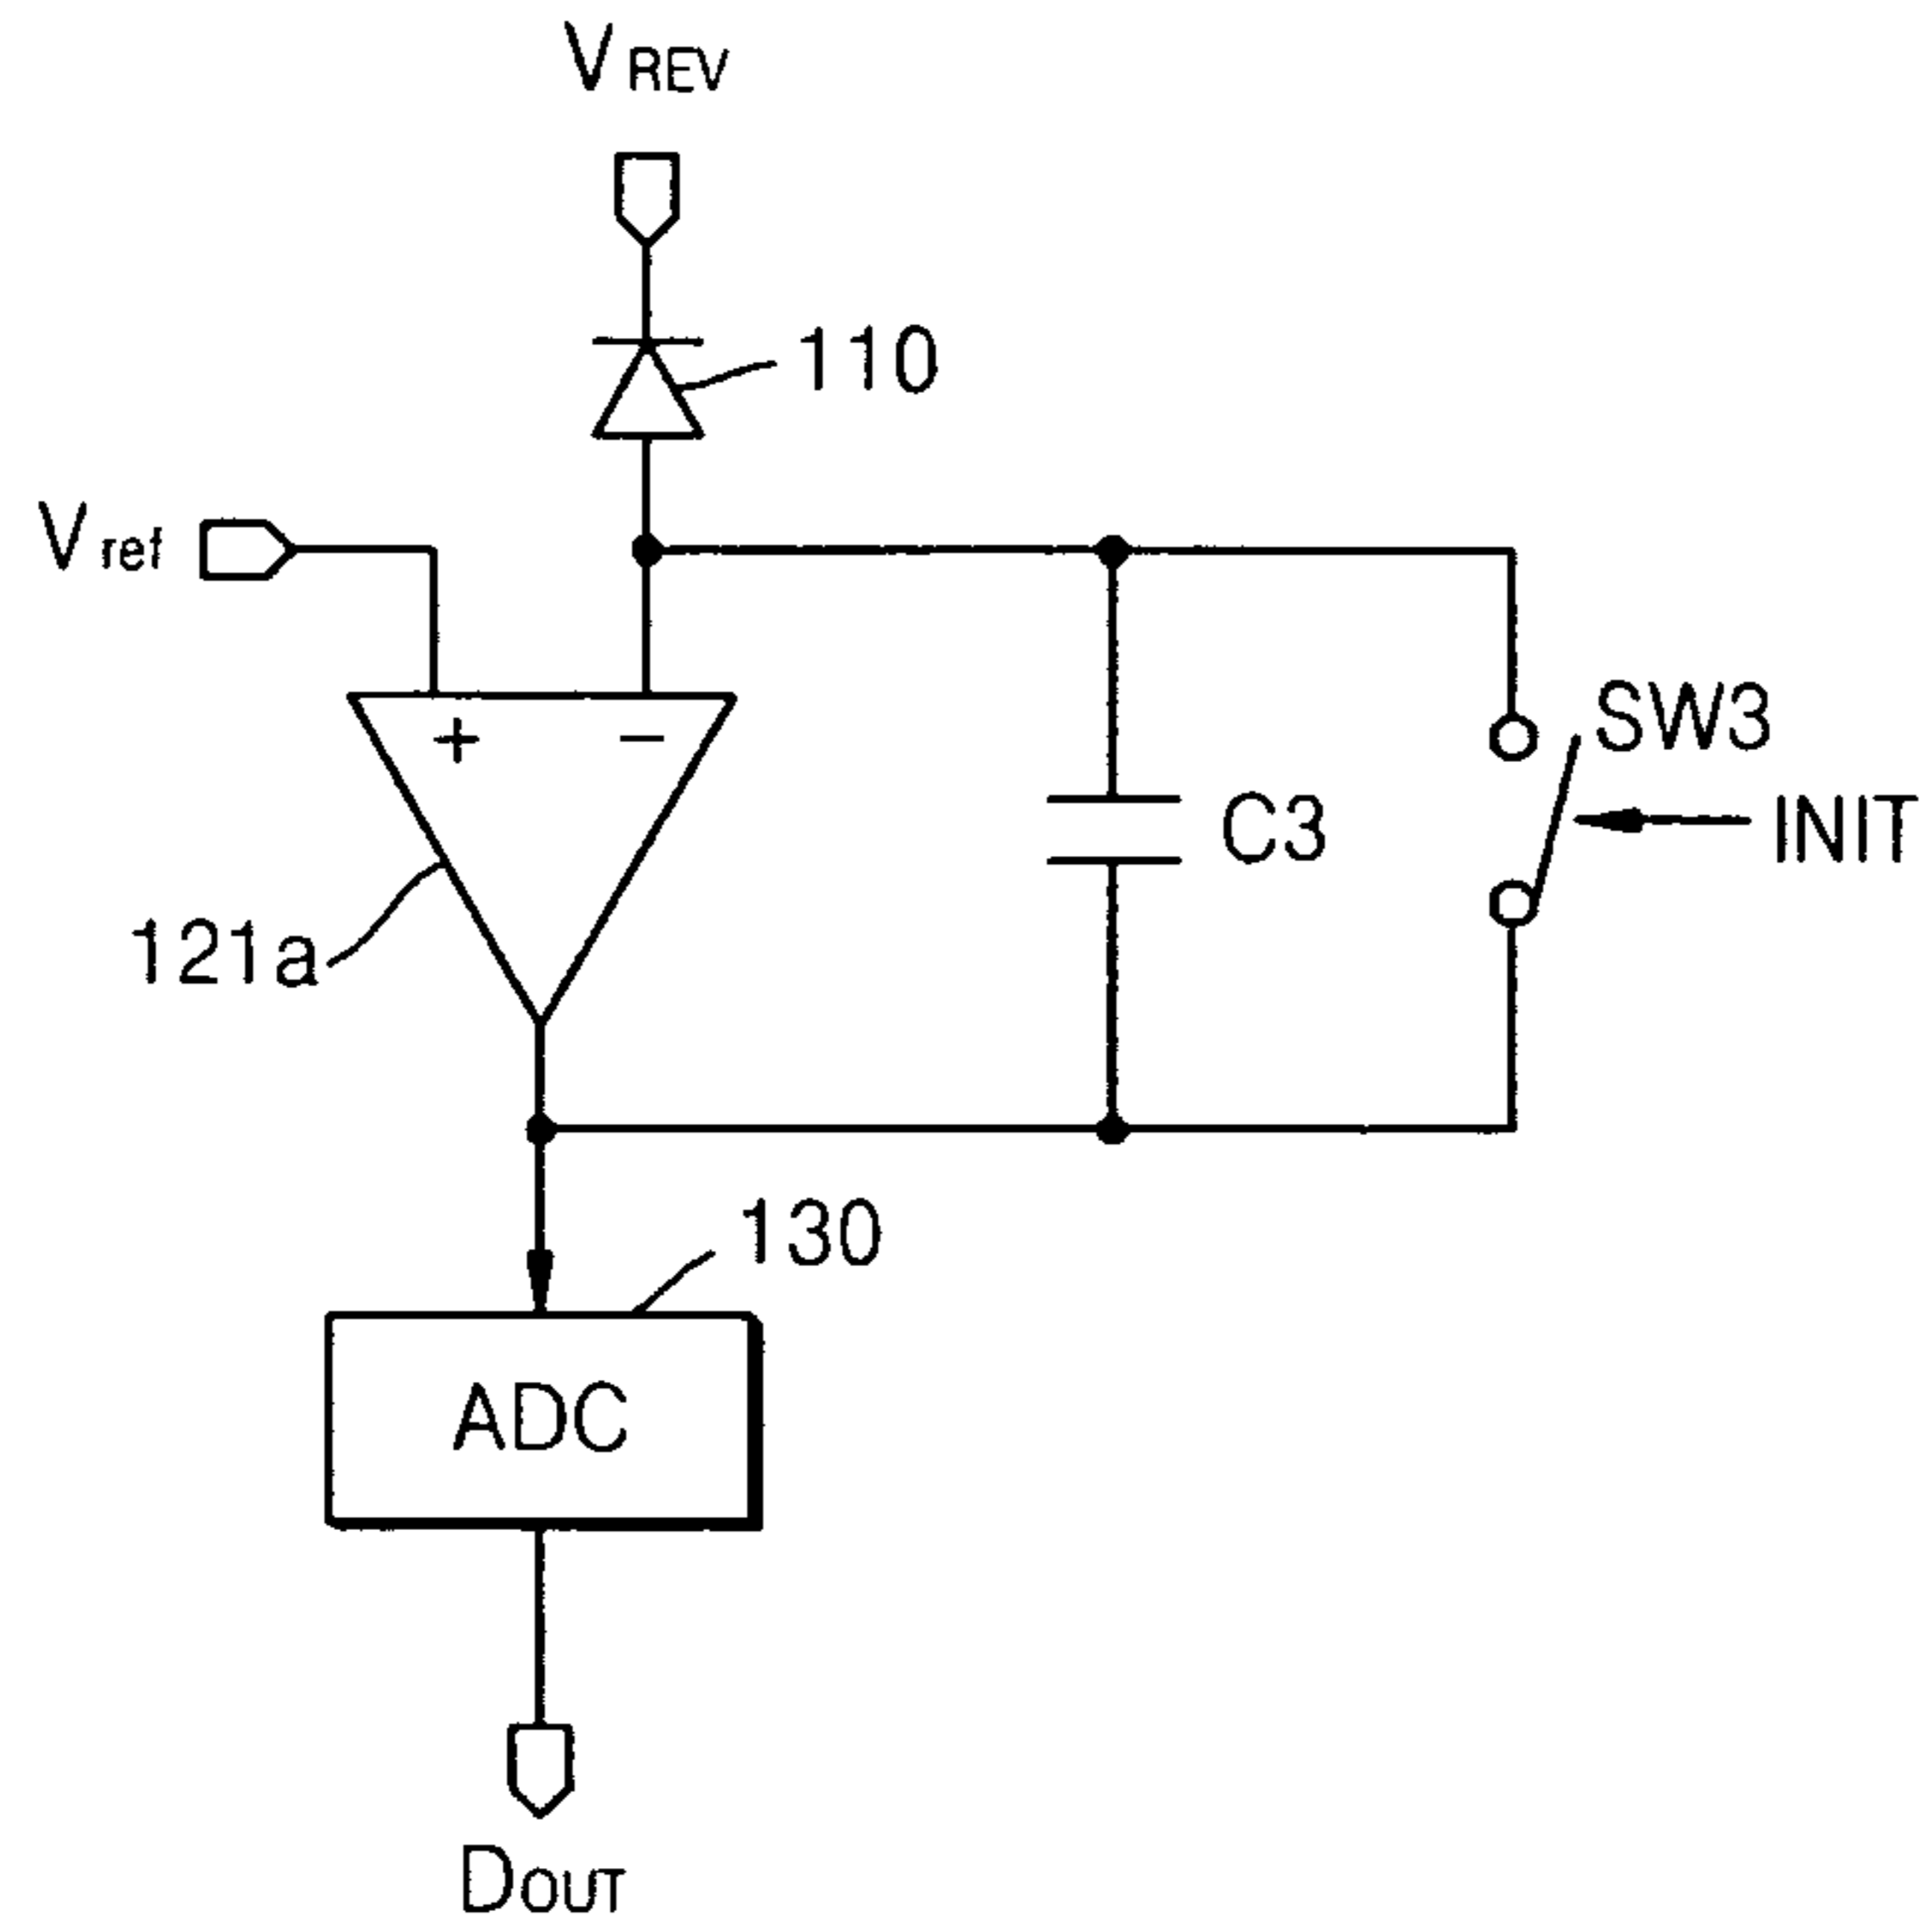 VREV
110
Vref
+ −
SW3
C3
INIT
121a
130
ADC
DOUT